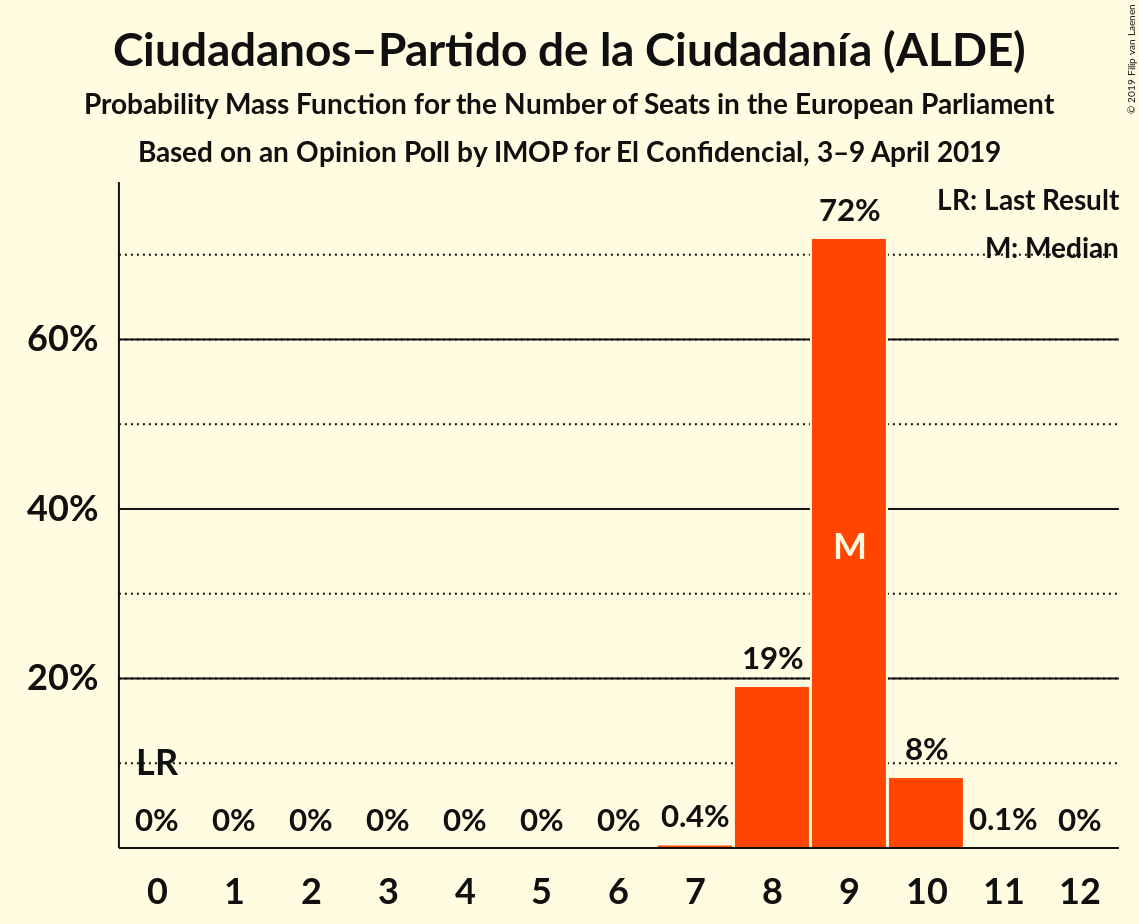 Ciudadanos–Partido de la Ciudadanía (ALDE)
Probability Mass Function for the Number of Seats in the European Parliament
Based on an Opinion Poll by IMOP for El Confidencial, 3–9 April 2019
© 2019 Filip van Laenen
LR: Last Result
M: Median
72%
60%
40%
M
19%
20%
LR
8%
0% 0% 0% 0% 0% 0% 0% 0.4% 0.1% 0%
0 1 2 3 4 5 6 7 8 9 10 11 12